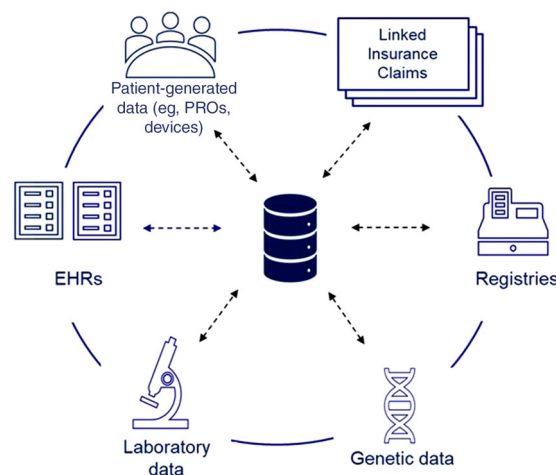 Patient-generated
data (eg, PROs,
devices)
Linked
Insurance
Claims
EHRs
Registries
Laboratory
data
Genetic data